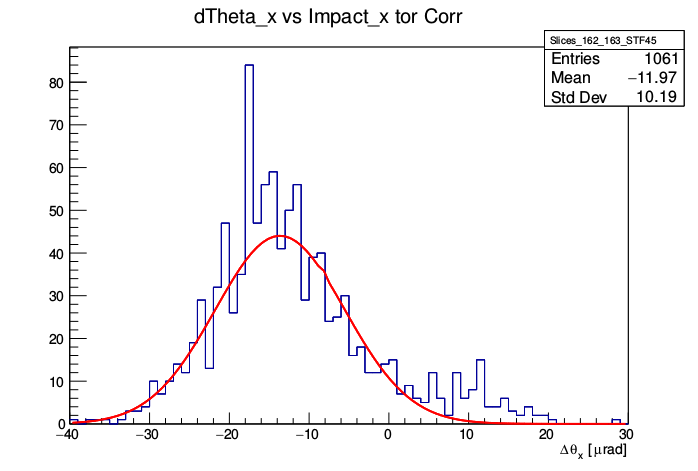 dTheta_x vs Impact_x tor Corr
Slices_162_163_STF45
Entries 1061
Mean −11.97
Std Dev 10.19
80
70
60
50
40
30
20
10
0
−40 −30 −20 −10 0 10 20 30
Δθx [μrad]